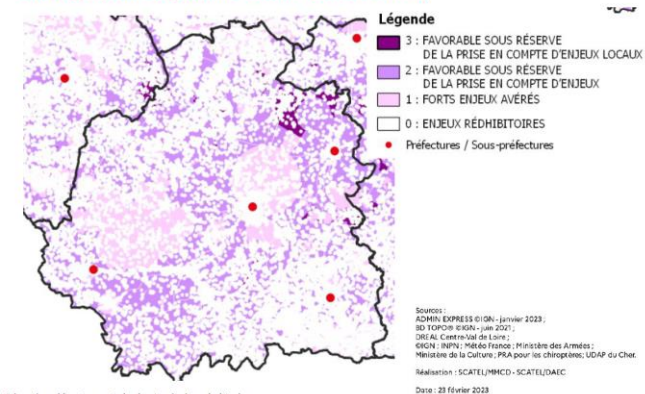 Légende
3 : FAVORABLE SOUS RÉSERVE
DE LA PRISE EN COMPTE D'ENJEUX LOCAUX
2 : FAVORABLE SOUS RÉSERVE
DE LA PRISE EN COMPTE D'ENJEUX
1 : FORTS ENJEUX AVÉRÉS
0 : ENJEUX RÉDHIBITOIRES
Préfectures / Sous-préfectures
Sources :
ADMIN EXPRESS ©IGN - janvier 2023 ;
BD TOPO® ©IGN - juin 2021 ;
DREAL Centre-Val de Loire ;
©IGN ; INPN ; Météo France ; Ministère des Armées ;
Ministère de la Culture ; PRA pour les chiroptères; UDAP du Cher.
Réalisation : SCATEL/MMCD - SCATEL/DAEC
Date : 23 février 2023